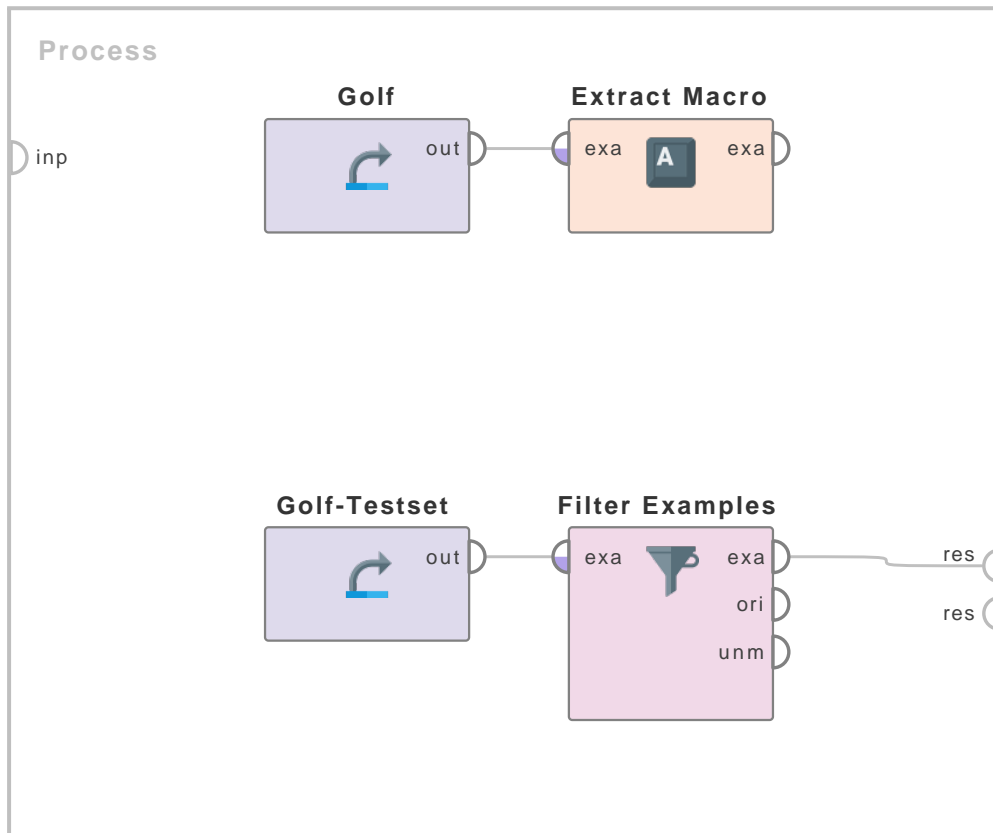 Process
Golf
Extract Macro
inp
out
exa
A
exa
Golf-Testset
Filter Examples
out
exa
exa
res
ori
res
unm